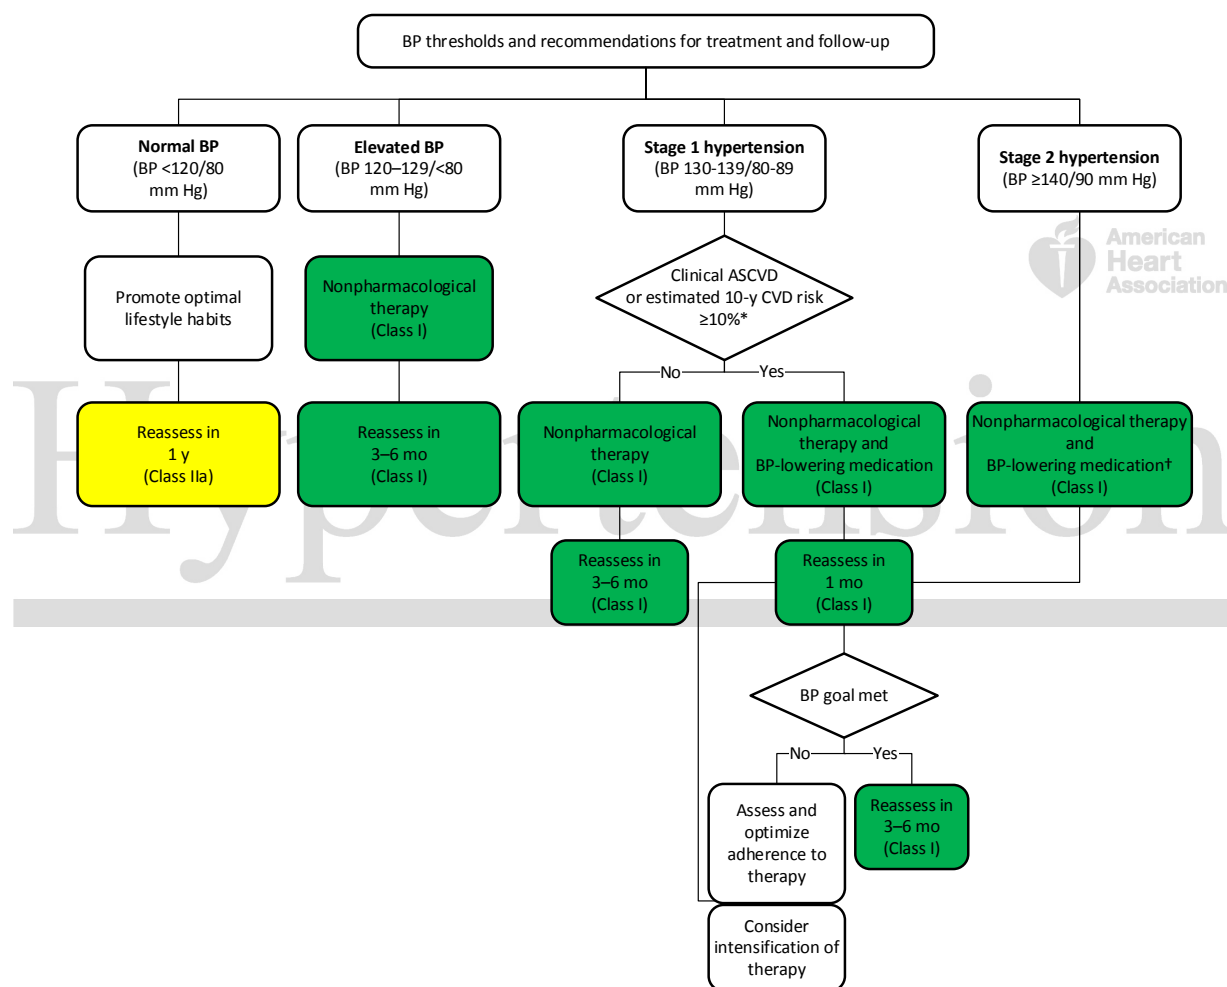 BP thresholds and recommendations for treatment and follow-up
Normal BP
(BP <120/80
mm Hg)
Elevated BP
(BP 120–129/<80
mm Hg)
Stage 1 hypertension
(BP 130-139/80-89
mm Hg)
Stage 2 hypertension
(BP ≥140/90 mm Hg)
American
Heart
Association
Promote optimal
lifestyle habits
Nonpharmacological
therapy
(Class I)
Clinical ASCVD
or estimated 10-y CVD risk
≥10%*
No
Yes
Hypertension
Reassess in
1 y
(Class IIa)
Reassess in
3–6 mo
(Class I)
Nonpharmacological
therapy
(Class I)
Nonpharmacological
therapy and
BP-lowering medication
(Class I)
Nonpharmacological therapy
and
BP-lowering medication†
(Class I)
Reassess in
3–6 mo
(Class I)
Reassess in
1 mo
(Class I)
BP goal met
No
Yes
Assess and
optimize
adherence to
therapy
Reassess in
3–6 mo
(Class I)
Consider
intensification of
therapy